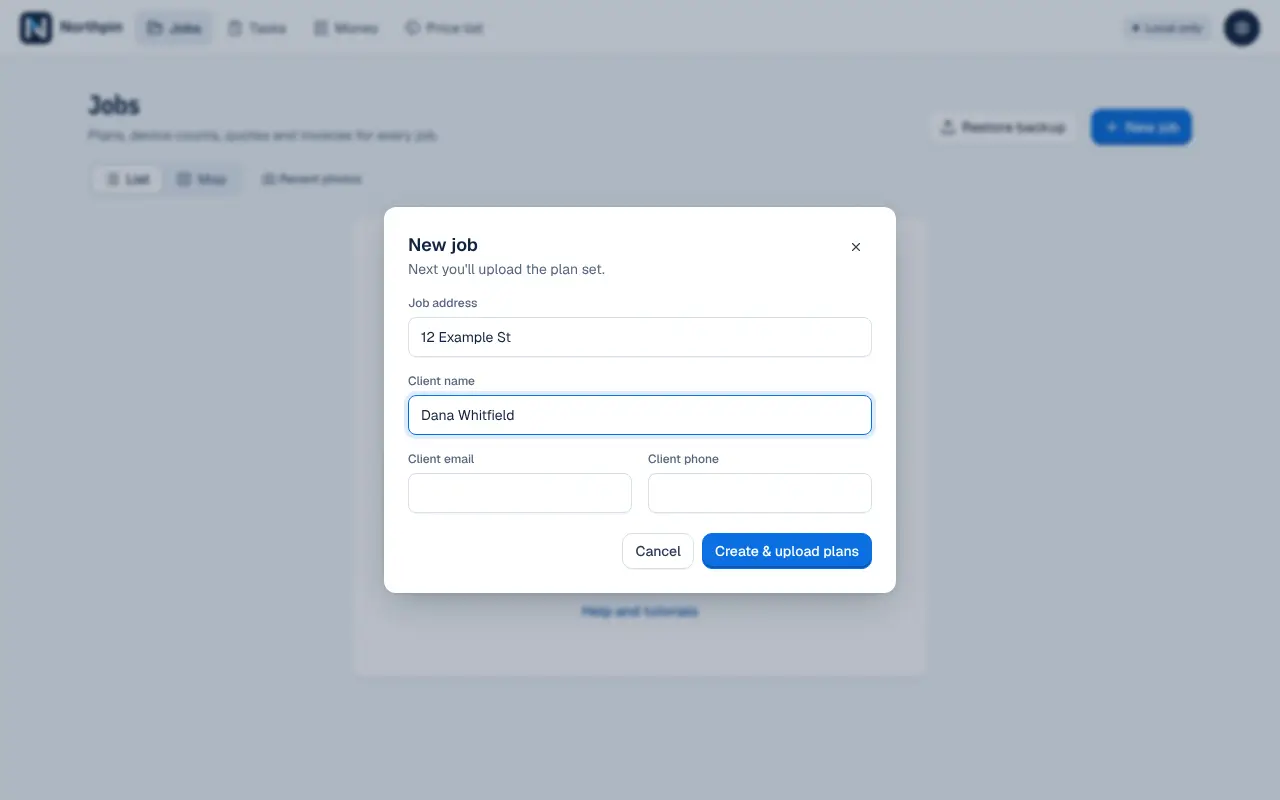 Northpin
Jobs
Tasks
Money
Price list
Local only
Jobs
Plans, device counts, quotes and invoices for every job.
Restore backup
+ New job
List
Map
Recent photos
New job
Next you'll upload the plan set.
Job address
12 Example St
Client name
Dana Whitfield
Client email
Client phone
Cancel
Create & upload plans
Help and tutorials